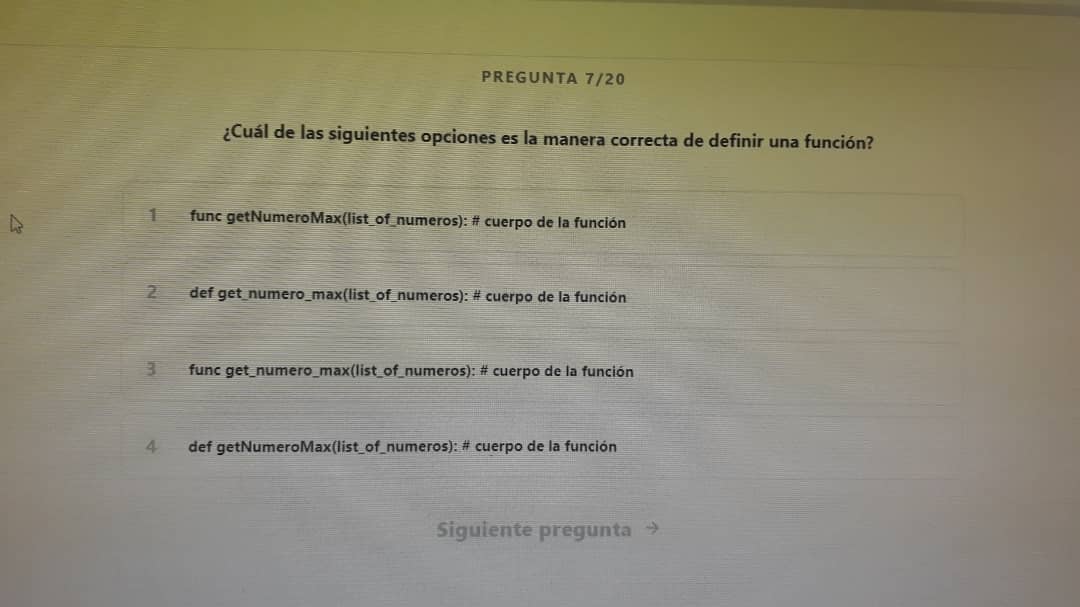 PREGUNTA 7/20
¿Cuál de las siguientes opciones es la manera correcta de definir una función?
1 func getNumeroMax(list_of_numeros): # cuerpo de la función
2 def get_numero_max(list_of_numeros): # cuerpo de la función
3 func get_numero_max(list_of_numeros): # cuerpo de la función
4 def getNumeroMax(list_of_numeros): # cuerpo de la función
Siguiente pregunta →